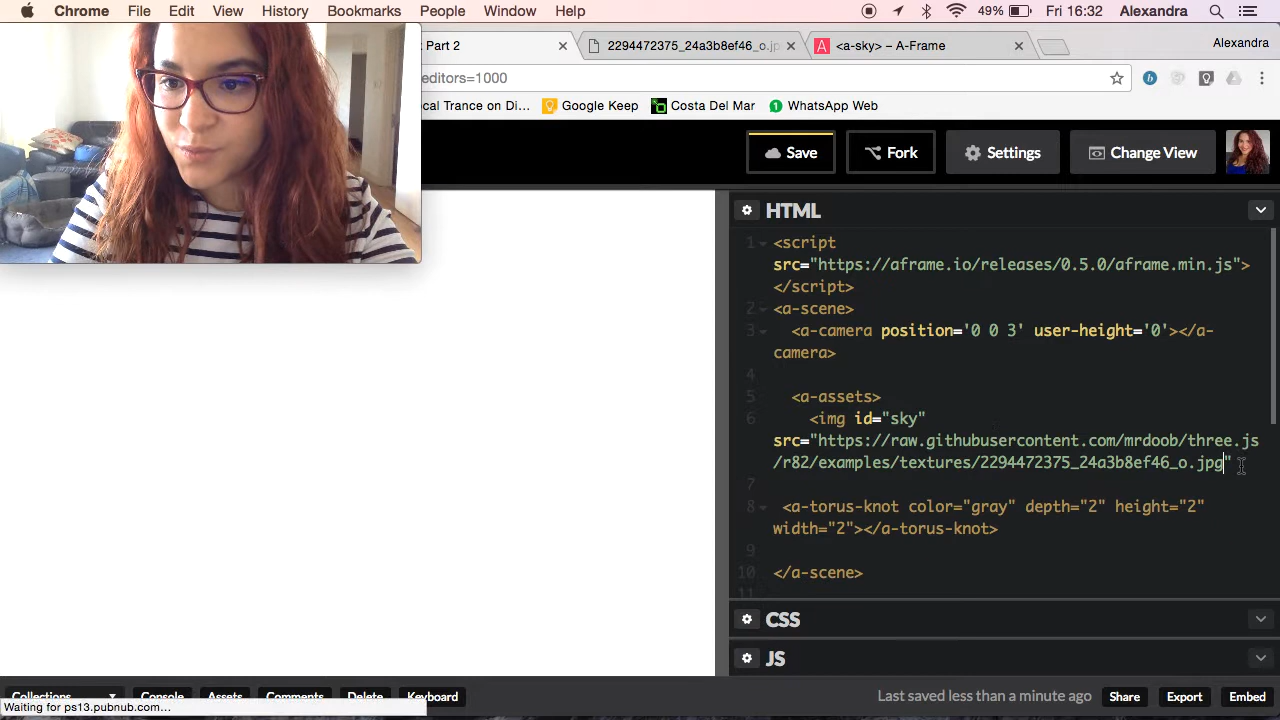 Chrome File Edit View History Bookmarks People Window Help 49% Fri 16:32 Alexandra
Part 2 2294472375_24a3b8ef46_o.jp <a-sky> – A-Frame Alexandra
editors=1000
cal Trance on Di... Google Keep Costa Del Mar WhatsApp Web
Save Fork Settings Change View
HTML
1 <script
src="https://aframe.io/releases/0.5.0/aframe.min.js">
</script>
2 <a-scene>
3 <a-camera position='0 0 3' user-height='0'></a-
camera>
4
5 <a-assets>
6 <img id="sky"
src="https://raw.githubusercontent.com/mrdoob/three.js
/r82/examples/textures/2294472375_24a3b8ef46_o.jpg"
7
8 <a-torus-knot color="gray" depth="2" height="2"
width="2"></a-torus-knot>
9
10 </a-scene>
11
CSS
JS
Collections Console Assets Comments Delete Keyboard Last saved less than a minute ago Share Export Embed
Waiting for ps13.pubnub.com...